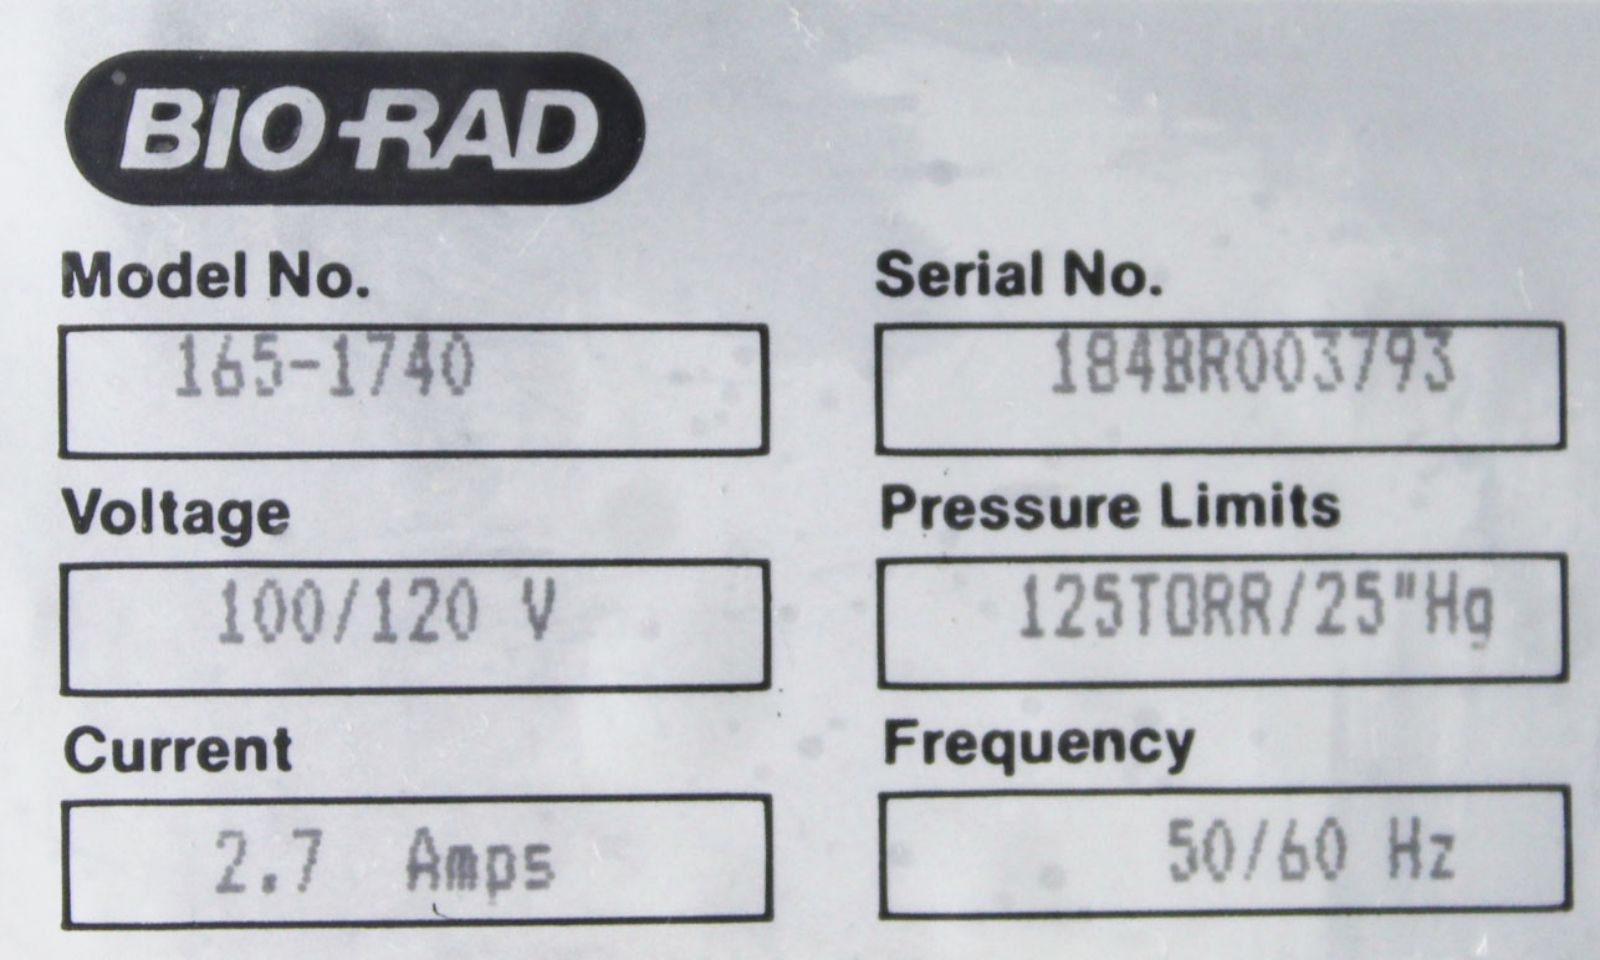 BIO-RAD
Model No.
165-1740
Serial No.
184BR003793
Voltage
100/120 V
Pressure Limits
125TORR/25"Hg
Current
2.7 Amps
Frequency
50/60 Hz